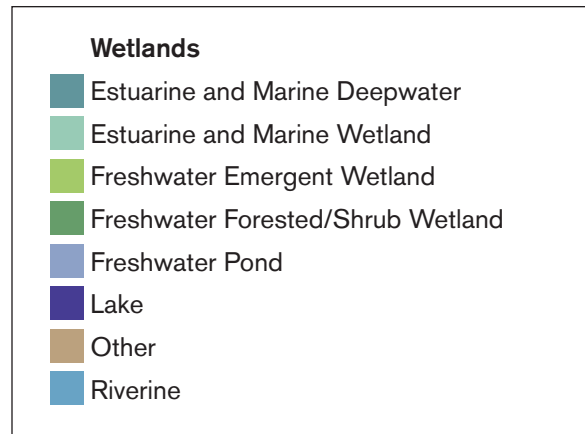 Wetlands
Estuarine and Marine Deepwater
Estuarine and Marine Wetland
Freshwater Emergent Wetland
Freshwater Forested/Shrub Wetland
Freshwater Pond
Lake
Other
Riverine